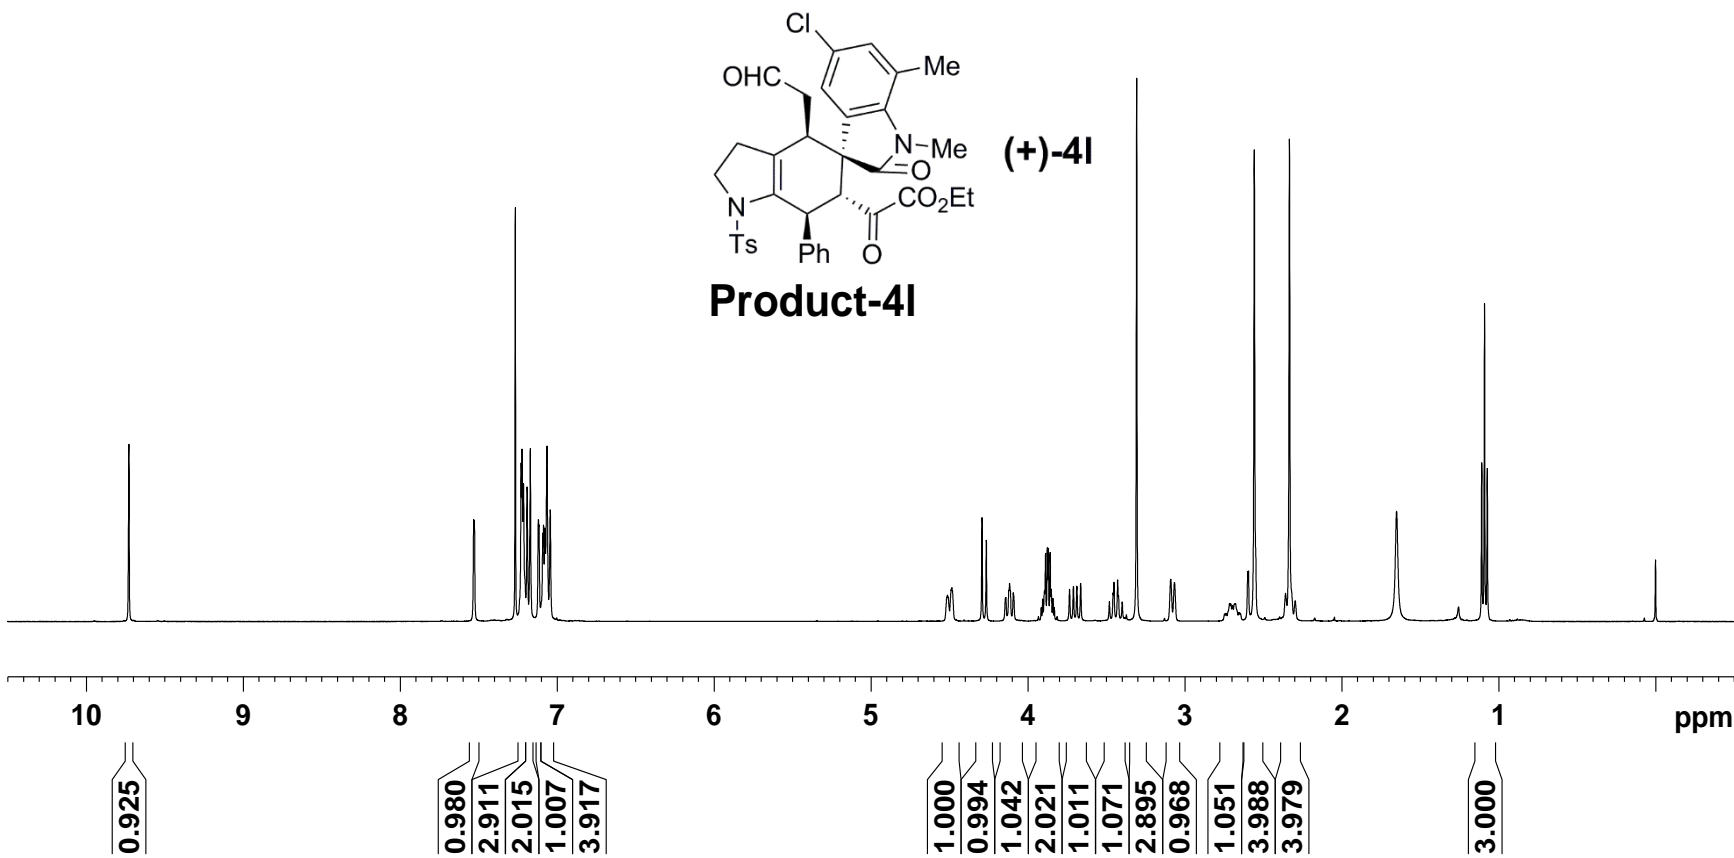 Cl
Me
OHC
N
Me
(+)-4l
O
CO2Et
N
Ts
Ph
O
Product-4l
10 9 8 7 6 5 4 3 2 1 ppm
0.925
0.980
2.911
2.015
1.007
3.917
1.000
0.994
1.042
2.021
1.011
1.071
2.895
0.968
1.051
3.988
3.979
3.000